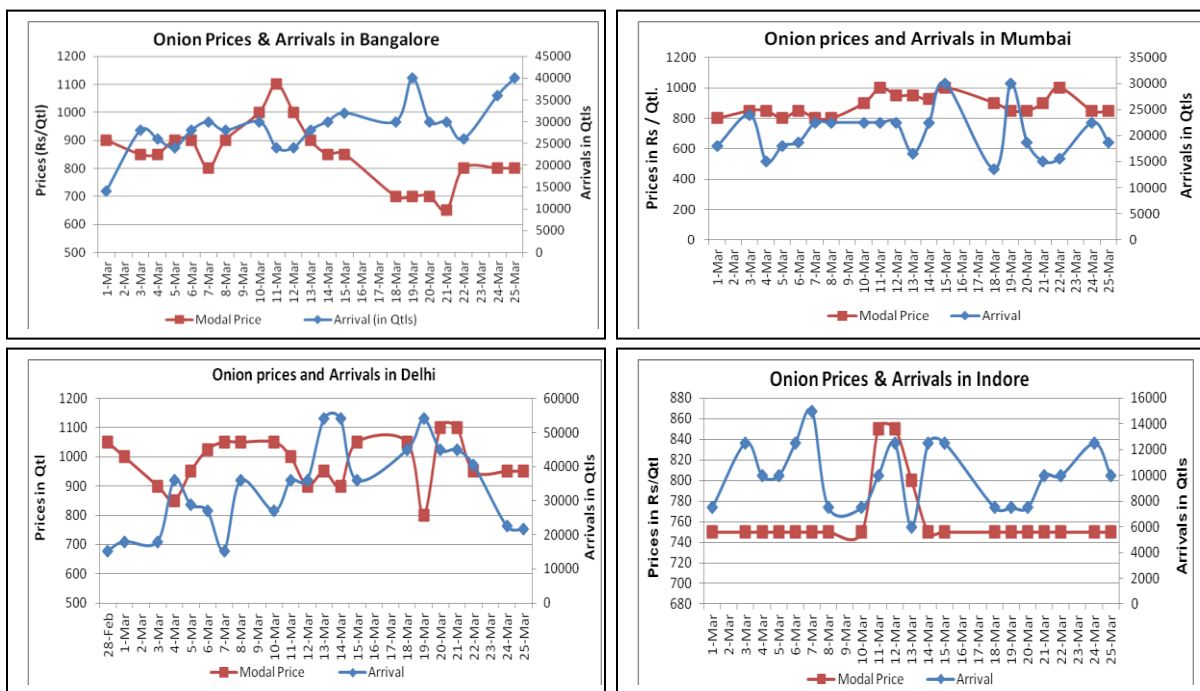 Onion Prices & Arrivals in Bangalore
1200
1100
1000
900
800
700
600
500
Prices (Rs/Qtl)
45000
40000
35000
30000
25000
20000
15000
10000
5000
0
Arrivals in Qtls
1-Mar
2-Mar
3-Mar
4-Mar
5-Mar
6-Mar
7-Mar
8-Mar
9-Mar
10-Mar
11-Mar
12-Mar
13-Mar
14-Mar
15-Mar
16-Mar
17-Mar
18-Mar
19-Mar
20-Mar
21-Mar
22-Mar
23-Mar
24-Mar
25-Mar
Modal Price
Arrival (in Qtls)
Onion prices and Arrivals in Mumbai
1200
1000
800
600
400
200
0
Prices in Rs / Qtl.
35000
30000
25000
20000
15000
10000
5000
0
Arrivals in Qtls
1-Mar
2-Mar
3-Mar
4-Mar
5-Mar
6-Mar
7-Mar
8-Mar
9-Mar
10-Mar
11-Mar
12-Mar
13-Mar
14-Mar
15-Mar
16-Mar
17-Mar
18-Mar
19-Mar
20-Mar
21-Mar
22-Mar
23-Mar
24-Mar
25-Mar
Modal Price
Arrival
Onion prices and Arrivals in Delhi
1200
1100
1000
900
800
700
600
500
Prices in Qtl
60000
50000
40000
30000
20000
10000
0
Arrivals in Qtls
28-Feb
1-Mar
2-Mar
3-Mar
4-Mar
5-Mar
6-Mar
7-Mar
8-Mar
9-Mar
10-Mar
11-Mar
12-Mar
13-Mar
14-Mar
15-Mar
16-Mar
17-Mar
18-Mar
19-Mar
20-Mar
21-Mar
22-Mar
23-Mar
24-Mar
25-Mar
Modal Price
Arrival
Onion Prices & Arrivals in Indore
880
860
840
820
800
780
760
740
720
700
680
Prices in Rs/Qtl
16000
14000
12000
10000
8000
6000
4000
2000
0
Arrivals in Qtls
1-Mar
2-Mar
3-Mar
4-Mar
5-Mar
6-Mar
7-Mar
8-Mar
9-Mar
10-Mar
11-Mar
12-Mar
13-Mar
14-Mar
15-Mar
16-Mar
17-Mar
18-Mar
19-Mar
20-Mar
21-Mar
22-Mar
23-Mar
24-Mar
25-Mar
Modal Price
Arrival